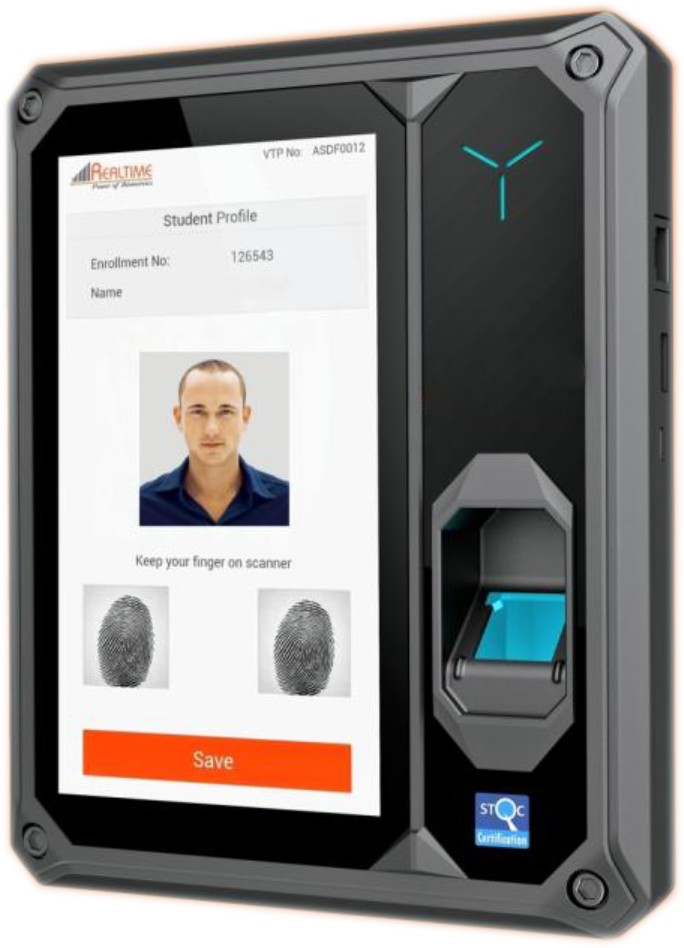 VTP No: ASDF0012
REALTIME
Power of Biometrics
Student Profile
Enrollment No: 126543
Name
Keep your finger on scanner
Save
STQC
Certification